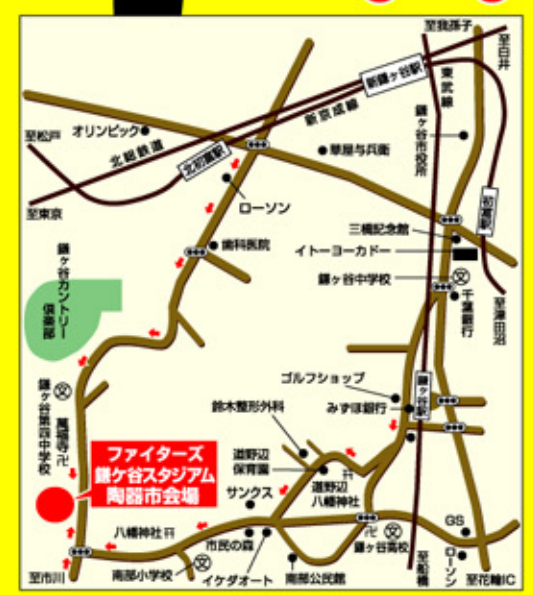 至我孫子
至白井
新鎌ヶ谷駅
東武線
新京成線
オリンピック
至松戸
北総鉄道
北初富駅
華屋与兵衛
鎌ヶ谷市役所
初富駅
至東京
ローソン
三橋記念館
歯科医院
イトーヨーカドー
鎌ヶ谷中学校
文
千葉銀行
至津田沼
鎌ヶ谷カントリー
倶楽部
ゴルフショップ
みずほ銀行
鎌ヶ谷駅
鈴木整形外科
文
鎌ヶ谷第四中学校
萬福寺卍
ファイターズ
鎌ケ谷スタジアム
陶器市会場
道野辺
保育園
道野辺
八幡神社
サンクス
八幡神社
市民の森
卍
文
鎌ヶ谷高校
GS
ローソン
至市川
南部小学校
文
イケダオート
南部公民館
至船橋
至花輪IC